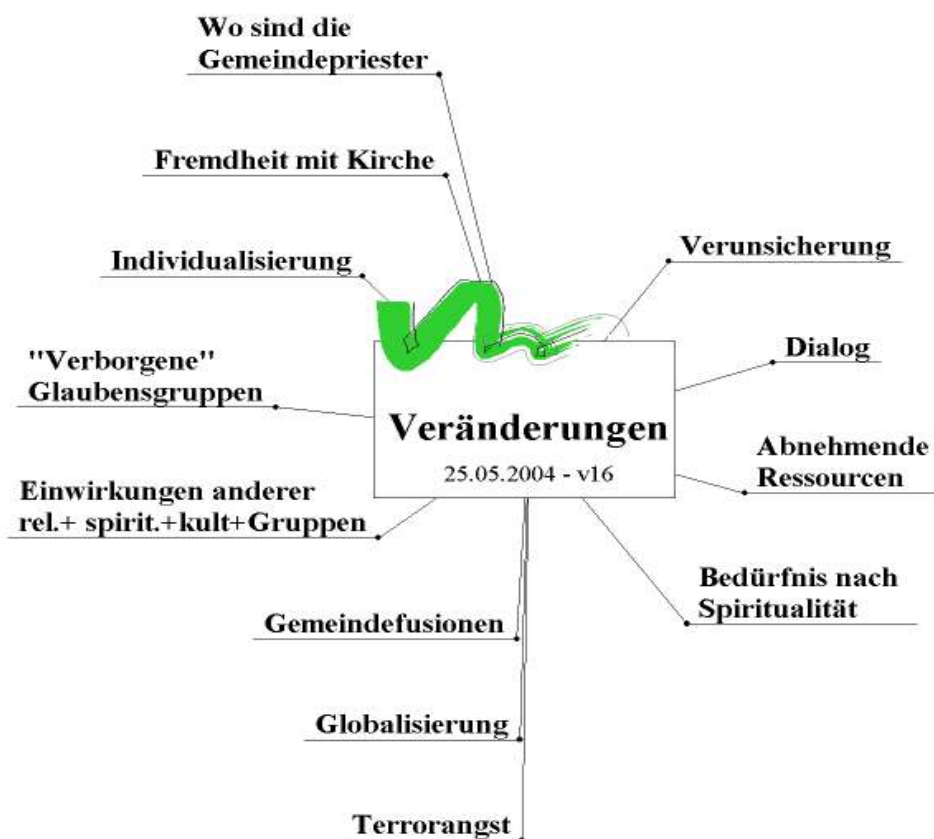 Wo sind die
Gemeindepriester
Fremdheit mit Kirche
Individualisierung
Verunsicherung
"Verborgene"
Glaubensgruppen
Dialog
Veränderungen
25.05.2004 - v16
Abnehmende
Ressourcen
Einwirkungen anderer
rel.+ spirit.+kult+Gruppen
Bedürfnis nach
Spiritualität
Gemeindefusionen
Globalisierung
Terrorangst